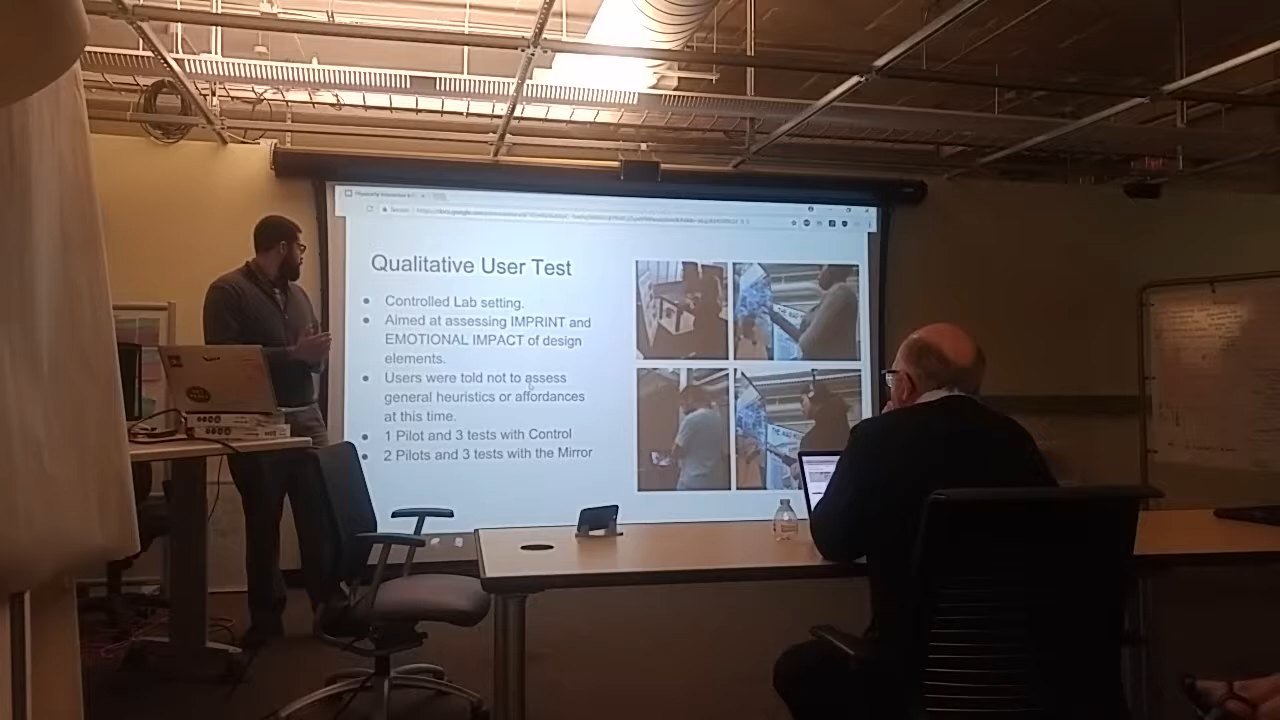 Qualitative User Test
● Controlled Lab setting.
● Aimed at assessing IMPRINT and
EMOTIONAL IMPACT of design
elements.
● Users were told not to assess
general heuristics or affordances
at this time.
● 1 Pilot and 3 tests with Control
● 2 Pilots and 3 tests with the Mirror